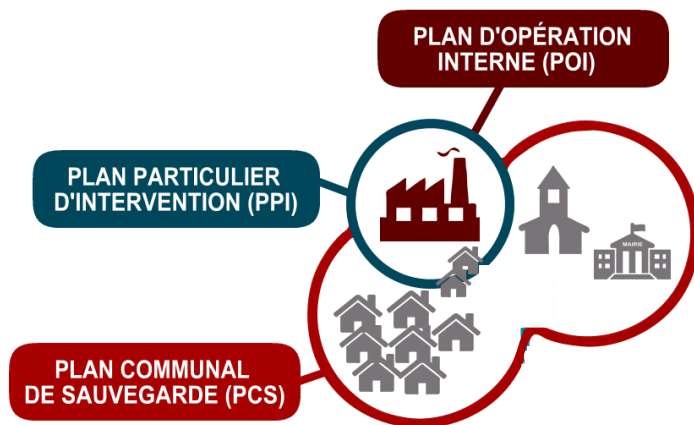 PLAN D'OPÉRATION
INTERNE (POI)
PLAN PARTICULIER
D'INTERVENTION (PPI)
MAIRIE
PLAN COMMUNAL
DE SAUVEGARDE (PCS)